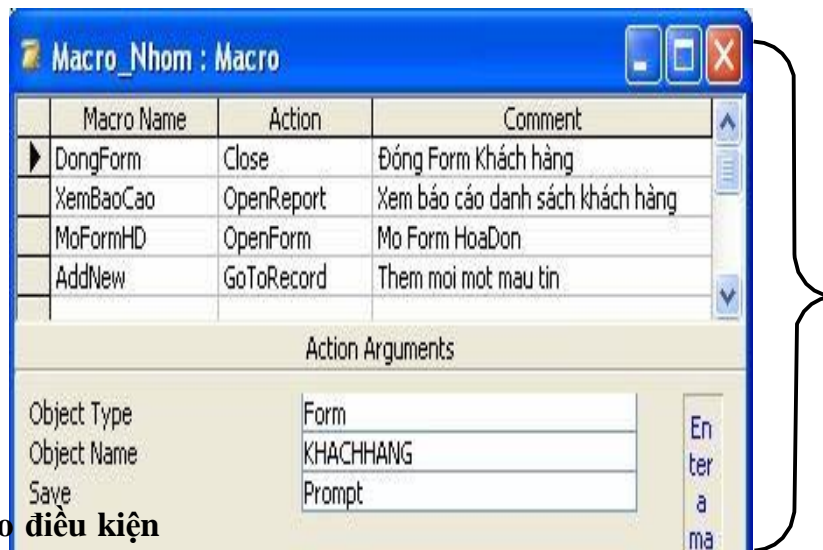 Macro_Nhom : Macro
Macro Name Action Comment
DongForm Close Đóng Form Khách hàng
XemBaoCao OpenReport Xem báo cáo danh sách khách hàng
MoFormHD OpenForm Mo Form HoaDon
AddNew GoToRecord Them moi mot mau tin
Action Arguments
Object Type Form
Object Name KHACHHANG
Save Prompt
En
ter
a
ma
o điều kiện